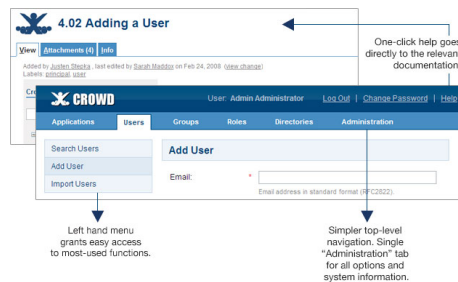 4.02 Adding a User
View Attachments (4) Info
Added by Justen Stepka, last edited by Sarah Maddox on Feb 24, 2008 (view change)
Labels: principal, user
One-click help goes
directly to the relevan
documentation
CROWD
User: Admin Administrator Log Out | Change Password | Help
Applications Users Groups Roles Directories Administration
Search Users
Add User
Import Users
Add User
Email: *
Email address in standard format (RFC2822).
Left hand menu
grants easy access
to most-used functions.
Simpler top-level
navigation. Single
"Administration" tab
for all options and
system information.